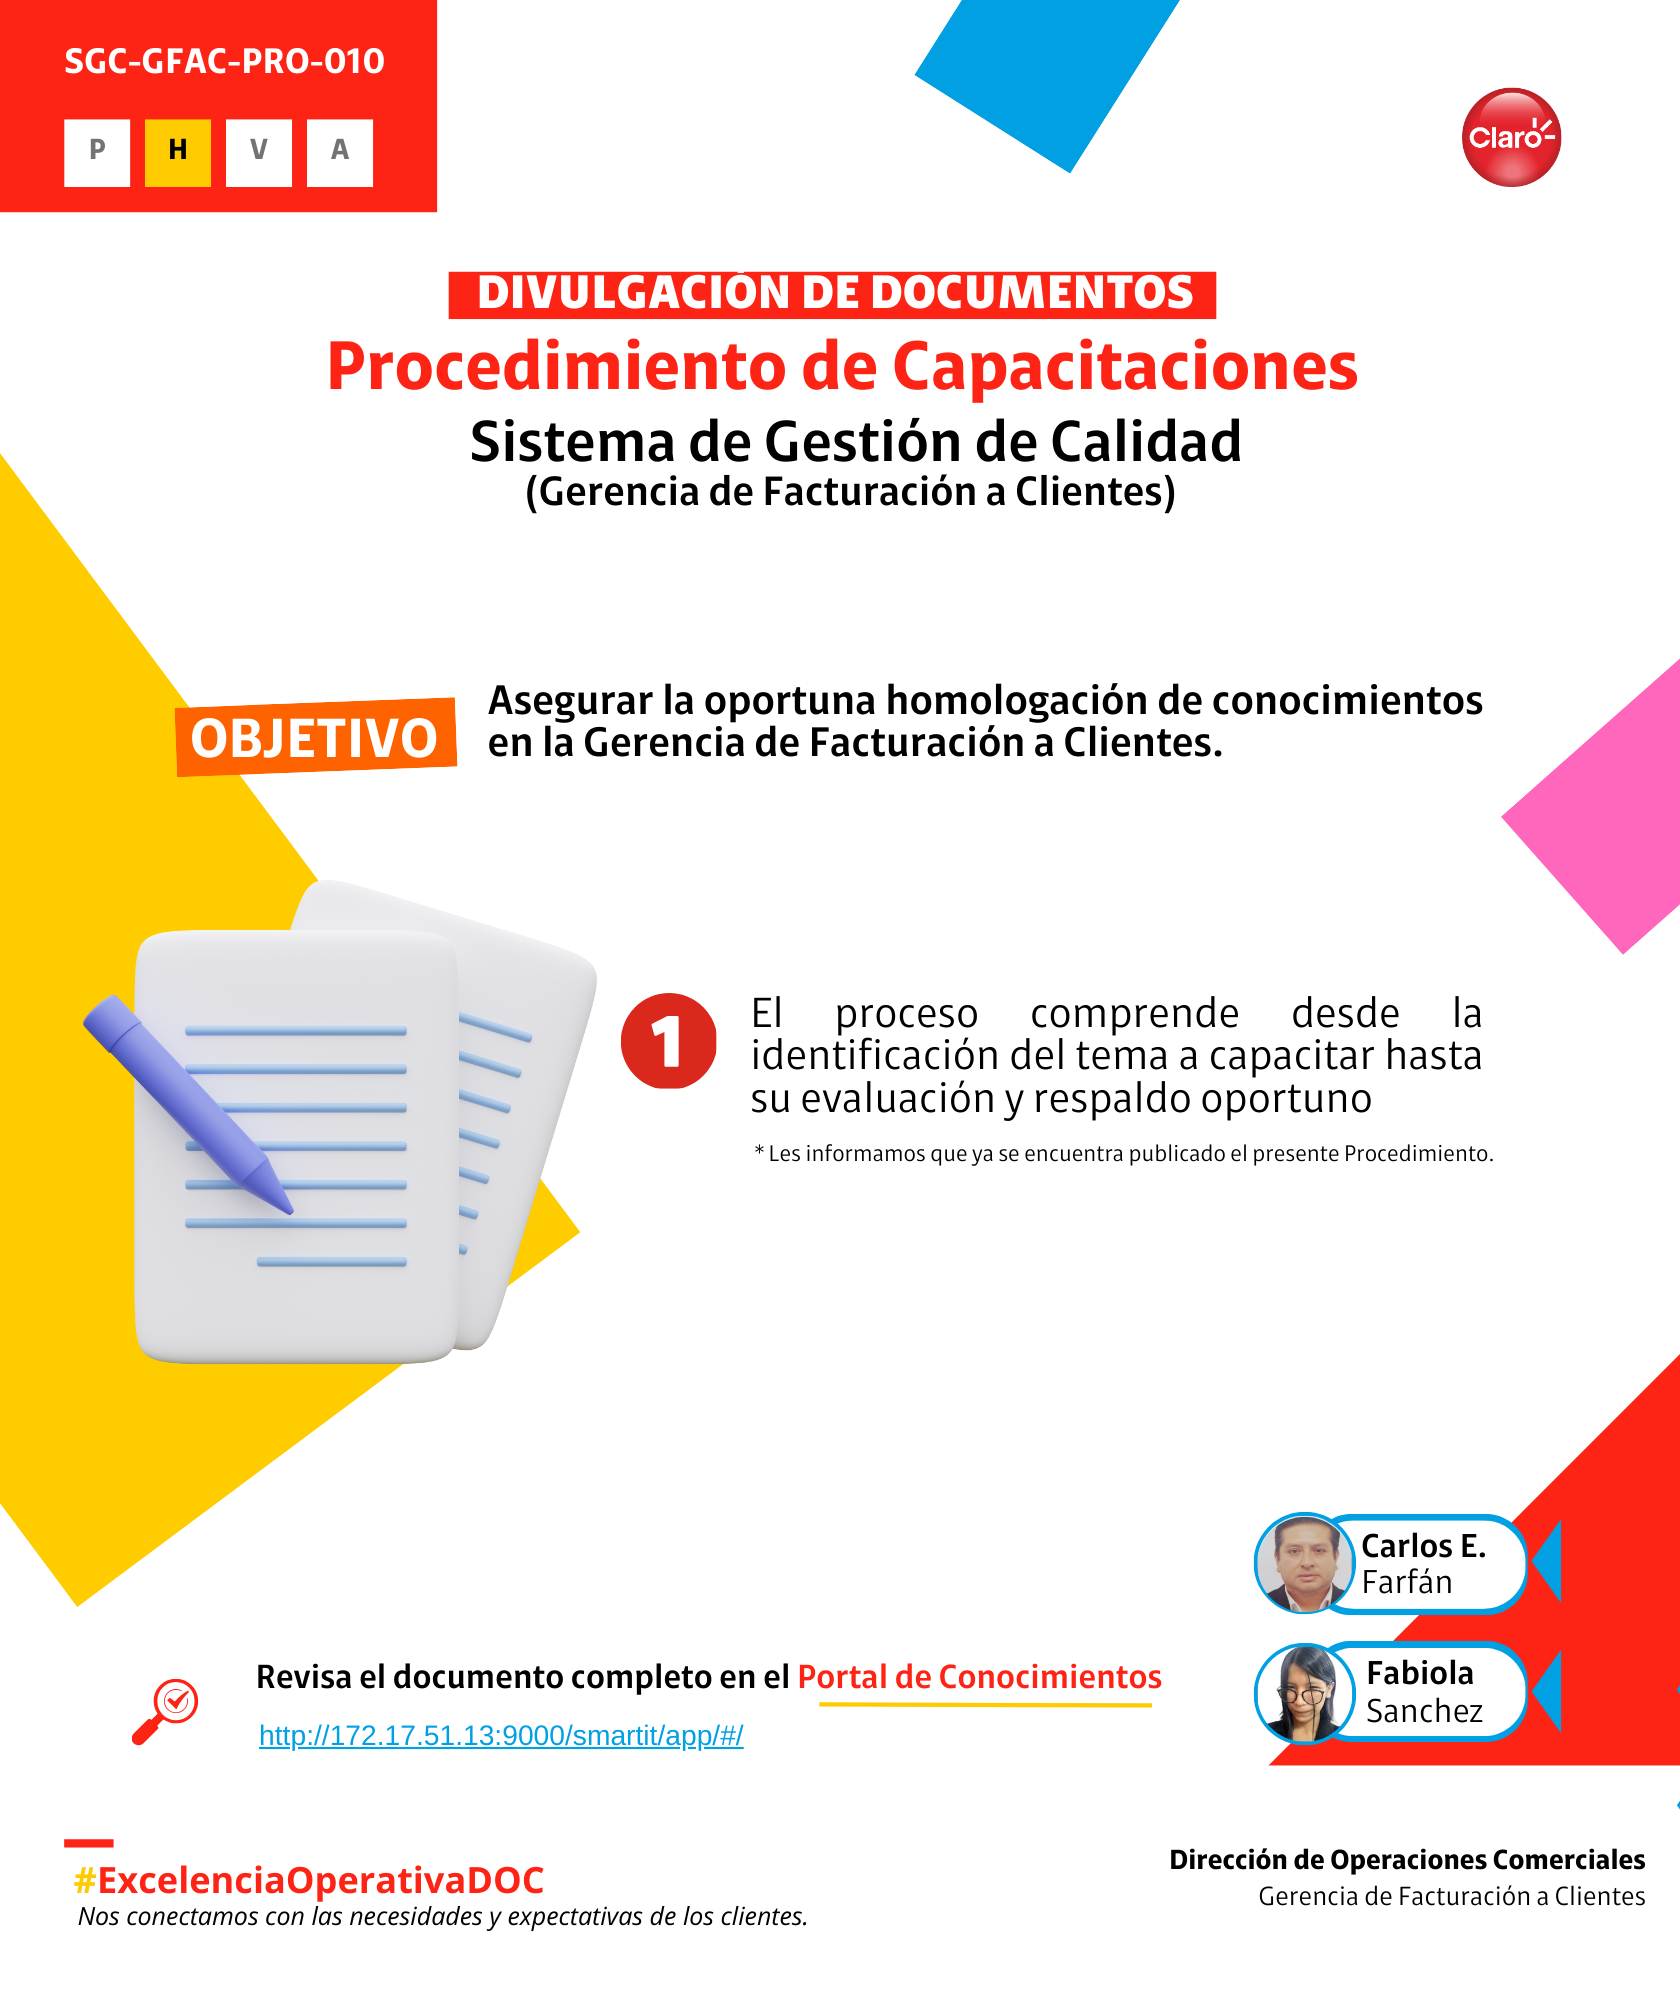 SGC-GFAC-PRO-010
P H V A
Claro
DIVULGACIÓN DE DOCUMENTOS
Procedimiento de Capacitaciones
Sistema de Gestión de Calidad
(Gerencia de Facturación a Clientes)
OBJETIVO
Asegurar la oportuna homologación de conocimientos
en la Gerencia de Facturación a Clientes.
1
El proceso comprende desde la
identificación del tema a capacitar hasta
su evaluación y respaldo oportuno
* Les informamos que ya se encuentra publicado el presente Procedimiento.
Carlos E.
Farfán
Fabiola
Sanchez
Revisa el documento completo en el Portal de Conocimientos
http://172.17.51.13:9000/smartit/app/#/
#ExcelenciaOperativaDOC
Nos conectamos con las necesidades y expectativas de los clientes.
Dirección de Operaciones Comerciales
Gerencia de Facturación a Clientes